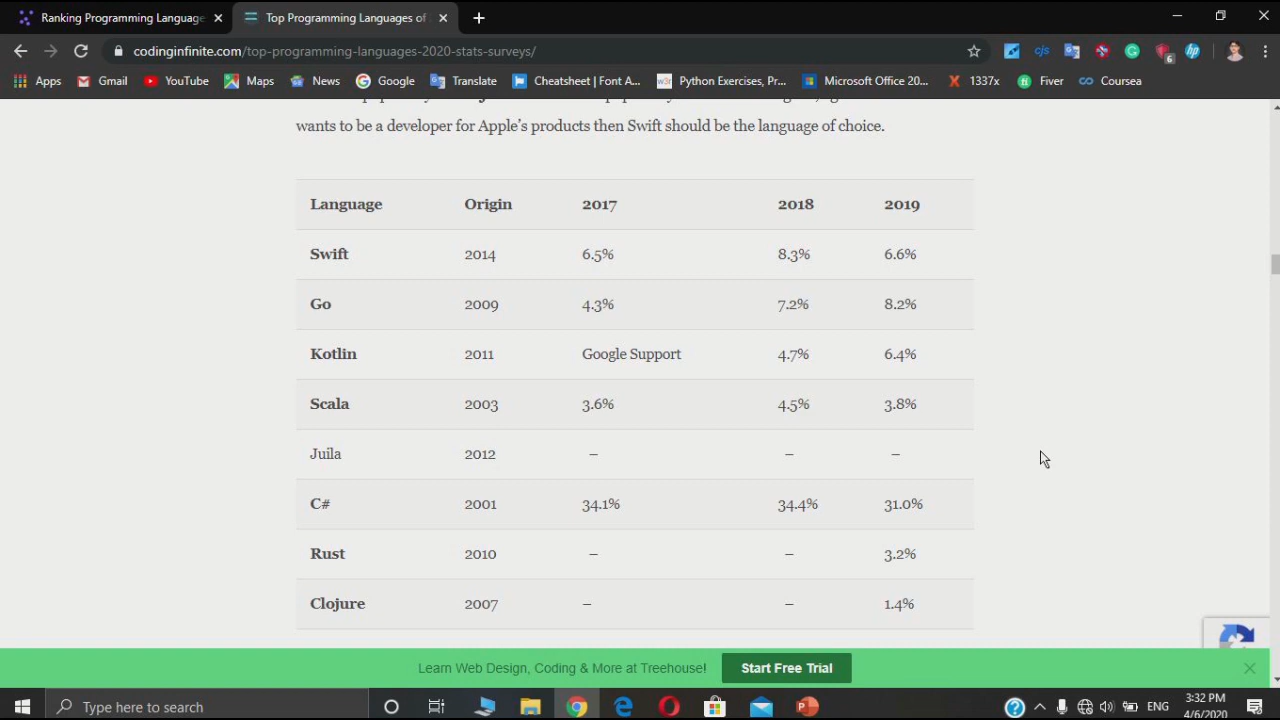 Ranking Programming Language
Top Programming Languages of
codinginfinite.com/top-programming-languages-2020-stats-surveys/
6
Apps Gmail YouTube Maps News Google Translate Cheatsheet | Font A... Python Exercises, Pr... Microsoft Office 20... 1337x Fiver Coursea
wants to be a developer for Apple's products then Swift should be the language of choice.
Language Origin 2017 2018 2019
Swift 2014 6.5% 8.3% 6.6%
Go 2009 4.3% 7.2% 8.2%
Kotlin 2011 Google Support 4.7% 6.4%
Scala 2003 3.6% 4.5% 3.8%
Juila 2012 – – –
C# 2001 34.1% 34.4% 31.0%
Rust 2010 – – 3.2%
Clojure 2007 – – 1.4%
Learn Web Design, Coding & More at Treehouse! Start Free Trial
Type here to search
ENG
3:32 PM
4/6/2020